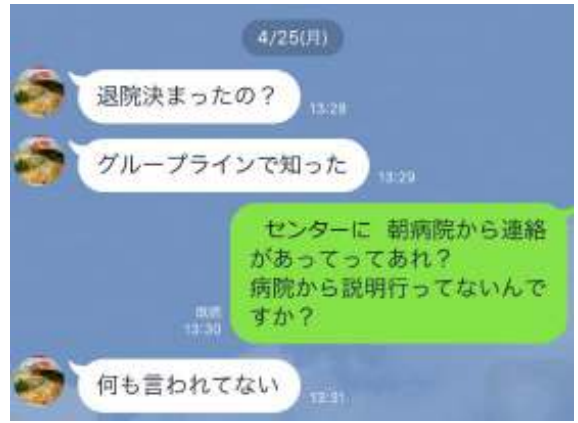 4/25(月)
退院決まったの？
13:28
グループラインで知った
13:29
センターに 朝病院から連絡
があってってあれ？
病院から説明行ってないんで
すか？
既読
13:30
何も言われてない
13:31